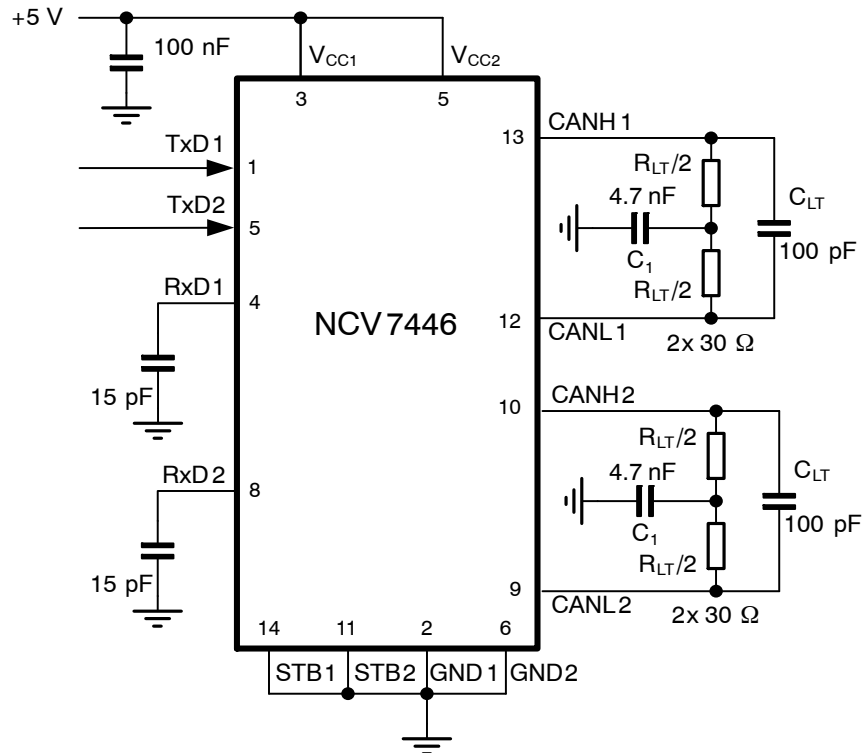 +5 V
100 nF
VCC1
VCC2
3
5
TxD1
1
TxD2
5
RxD1
4
15 pF
RxD2
8
15 pF
NCV7446
13
CANH1
RLT/2
4.7 nF
C1
RLT/2
CLT
100 pF
12
CANL1
2x 30 Ω
10
CANH2
RLT/2
4.7 nF
C1
RLT/2
CLT
100 pF
9
CANL2
2x 30 Ω
14
11
2
6
STB1
STB2
GND1
GND2